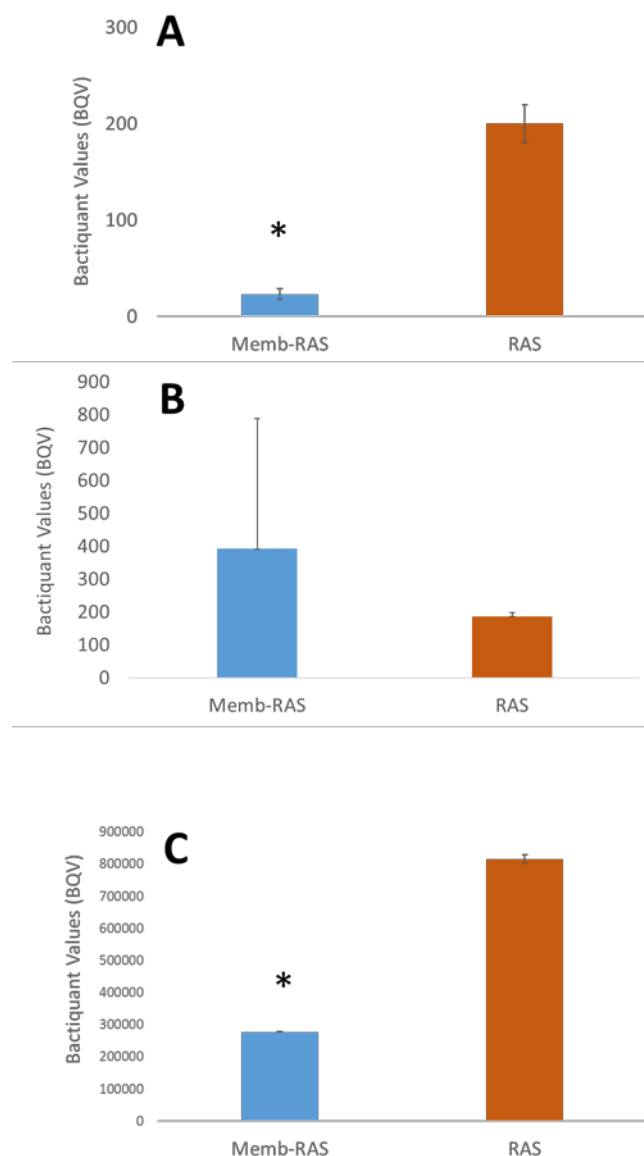 A
Bactiquant Values (BQV)
300
200
100
0
*
Memb-RAS RAS
B
Bactiquant Values (BQV)
900
800
700
600
500
400
300
200
100
0
Memb-RAS RAS
C
Bactiquant Values (BQV)
900000
800000
700000
600000
500000
400000
300000
200000
100000
0
*
Memb-RAS RAS